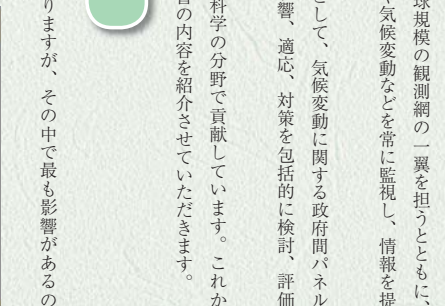 球規模の観測網の一翼を担うとともに、
や気候変動などを常に監視し、情報を提
として、気候変動に関する政府間パネル
響、適応、対策を包括的に検討、評価
科学の分野で貢献しています。これか
書の内容を紹介させていただきます。
りますが、その中で最も影響があるの